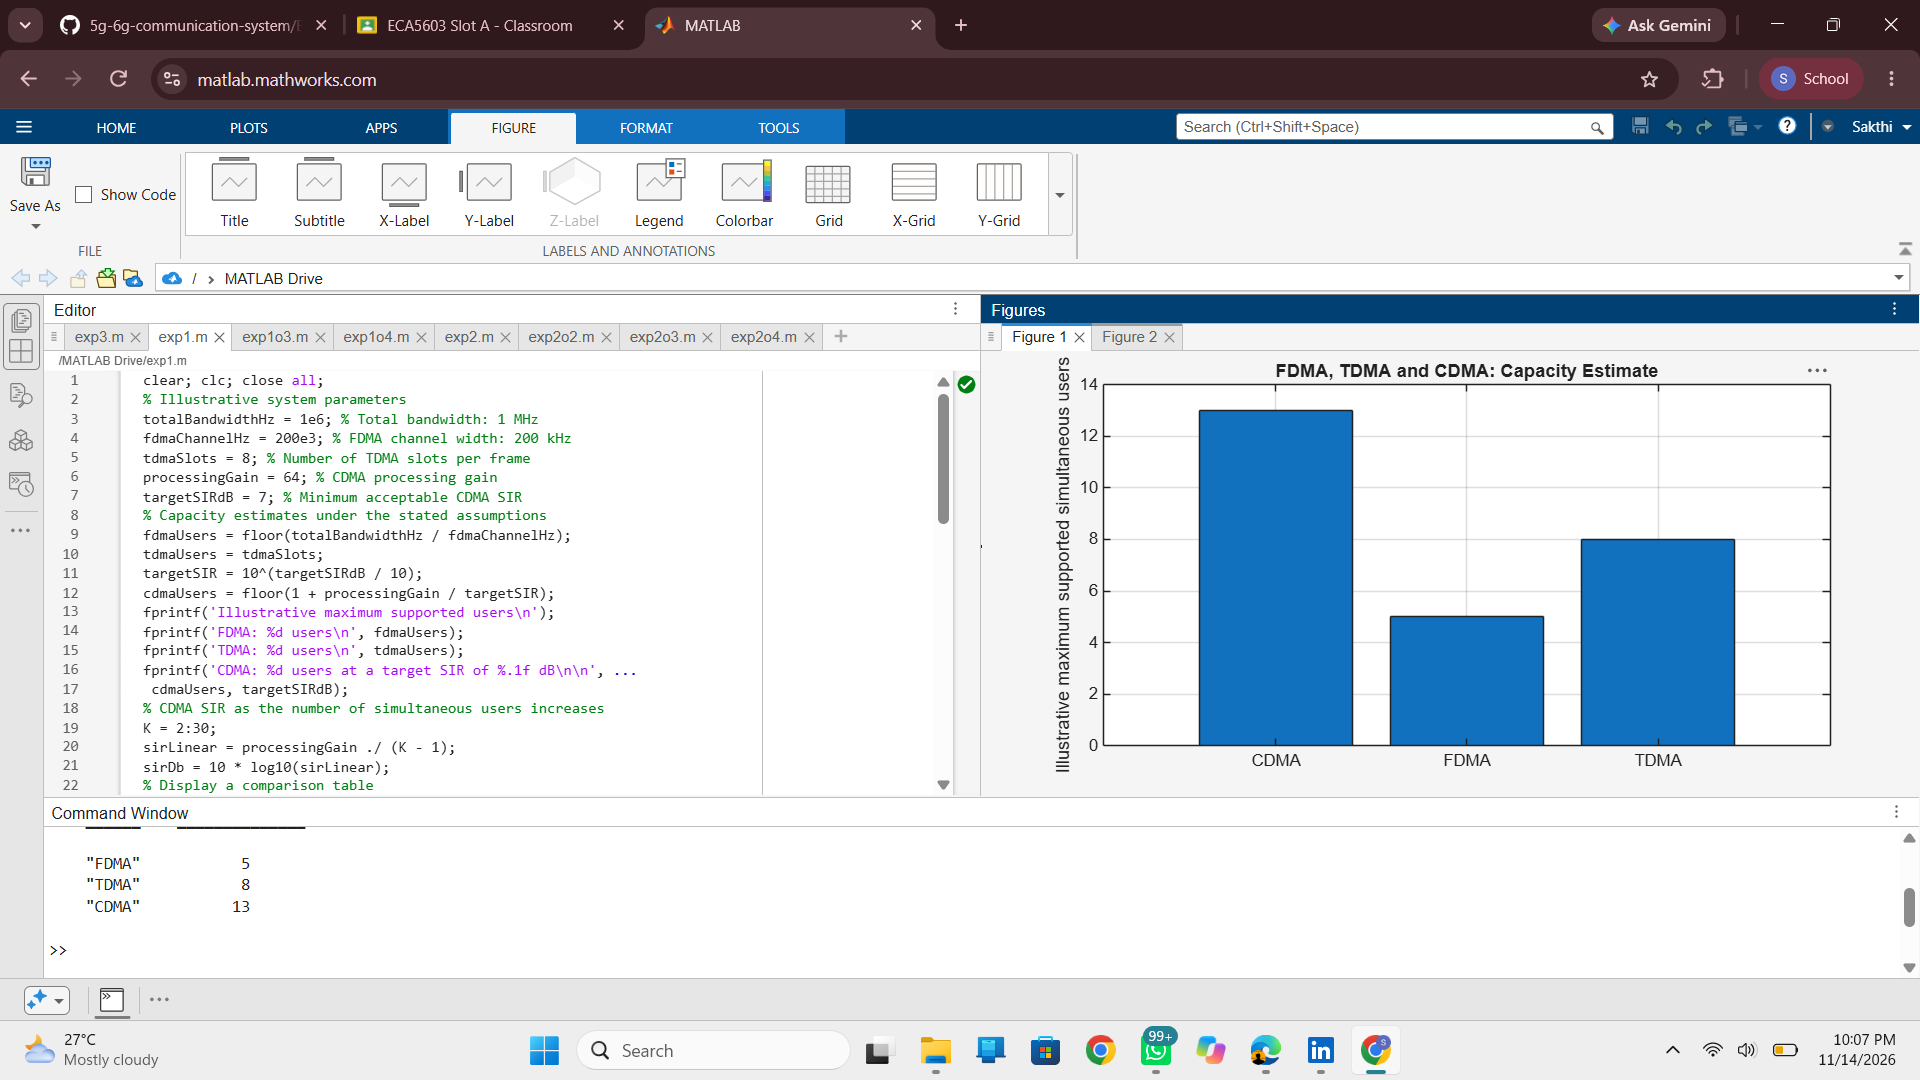 5g-6g-communication-system/E
ECA5603 Slot A - Classroom
MATLAB
Ask Gemini
matlab.mathworks.com
S School
HOME PLOTS APPS FIGURE FORMAT TOOLS
Search (Ctrl+Shift+Space)
Sakthi
Save As
Show Code
FILE
Title Subtitle X-Label Y-Label Z-Label Legend Colorbar Grid X-Grid Y-Grid
LABELS AND ANNOTATIONS
/ > MATLAB Drive
Editor
exp3.m exp1.m exp1o3.m exp1o4.m exp2.m exp2o2.m exp2o3.m exp2o4.m
/MATLAB Drive/exp1.m
1 clear; clc; close all;
2 % Illustrative system parameters
3 totalBandwidthHz = 1e6; % Total bandwidth: 1 MHz
4 fdmaChannelHz = 200e3; % FDMA channel width: 200 kHz
5 tdmaSlots = 8; % Number of TDMA slots per frame
6 processingGain = 64; % CDMA processing gain
7 targetSIRdB = 7; % Minimum acceptable CDMA SIR
8 % Capacity estimates under the stated assumptions
9 fdmaUsers = floor(totalBandwidthHz / fdmaChannelHz);
10 tdmaUsers = tdmaSlots;
11 targetSIR = 10^(targetSIRdB / 10);
12 cdmaUsers = floor(1 + processingGain / targetSIR);
13 fprintf('Illustrative maximum supported users\n');
14 fprintf('FDMA: %d users\n', fdmaUsers);
15 fprintf('TDMA: %d users\n', tdmaUsers);
16 fprintf('CDMA: %d users at a target SIR of %.1f dB\n\n', ...
17 cdmaUsers, targetSIRdB);
18 % CDMA SIR as the number of simultaneous users increases
19 K = 2:30;
20 sirLinear = processingGain ./ (K - 1);
21 sirDb = 10 * log10(sirLinear);
22 % Display a comparison table
Figures
Figure 1 Figure 2
FDMA, TDMA and CDMA: Capacity Estimate
Illustrative maximum supported simultaneous users
14
12
10
8
6
4
2
0
CDMA FDMA TDMA
Command Window
"FDMA" 5
"TDMA" 8
"CDMA" 13
>>
27°C
Mostly cloudy
Search
99+
10:07 PM
11/14/2026